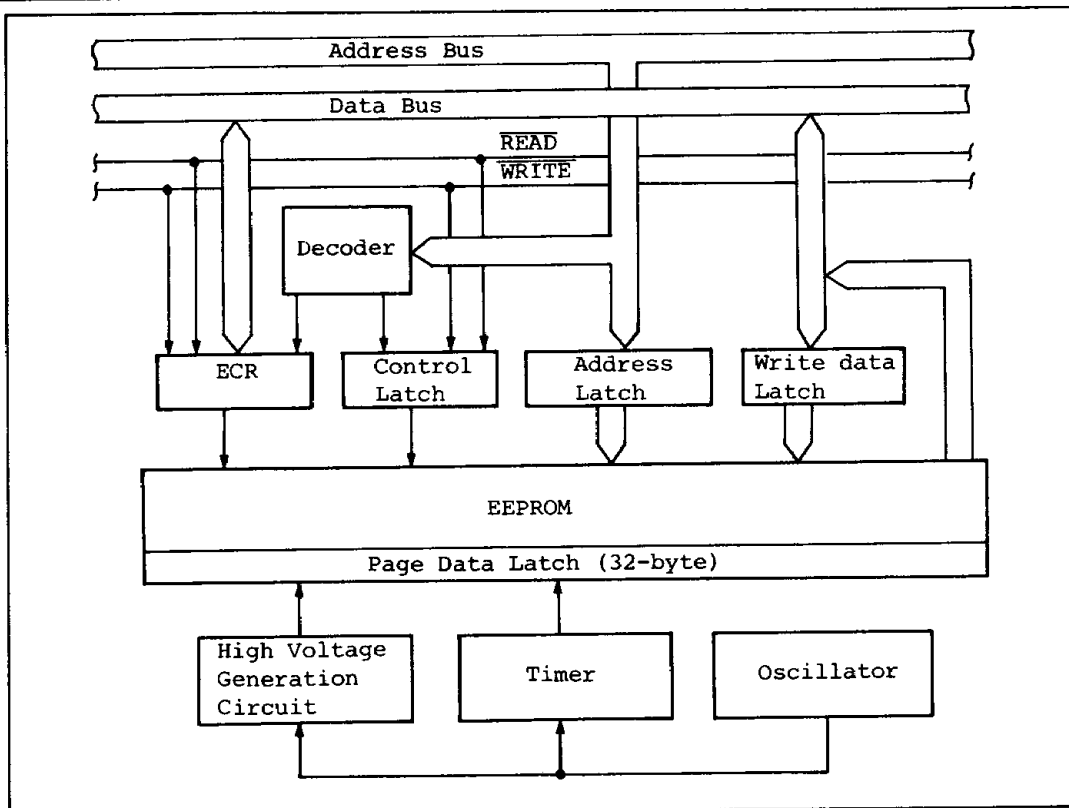 Address Bus
Data Bus
READ
WRITE
Decoder
ECR
Control
Latch
Address
Latch
Write data
Latch
EEPROM
Page Data Latch (32-byte)
High Voltage
Generation
Circuit
Timer
Oscillator